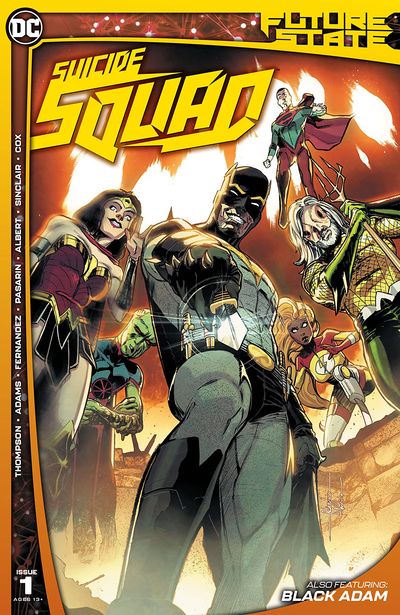 DC
FUTURE
STATE
SUICIDE
SQUAD
THOMPSON • ADAMS • FERNANDEZ • PASARIN • ALBERT • SINCLAIR • COX
ISSUE
1
AGES 13+
ALSO FEATURING:
BLACK ADAM